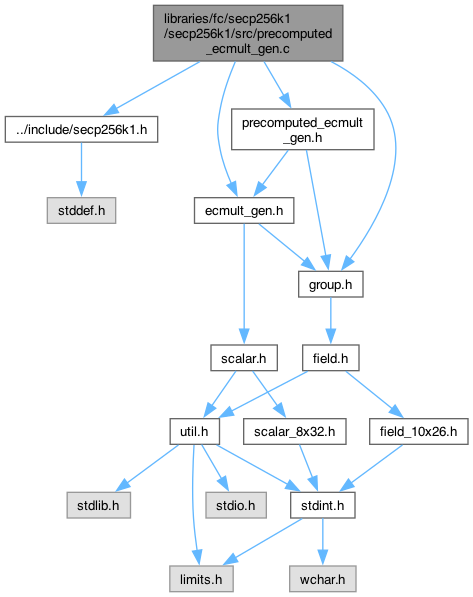 libraries/fc/secp256k1
/secp256k1/src/precomputed
_ecmult_gen.c
../include/secp256k1.h
precomputed_ecmult
_gen.h
stddef.h
ecmult_gen.h
group.h
scalar.h
field.h
util.h
scalar_8x32.h
field_10x26.h
stdlib.h
stdio.h
stdint.h
limits.h
wchar.h